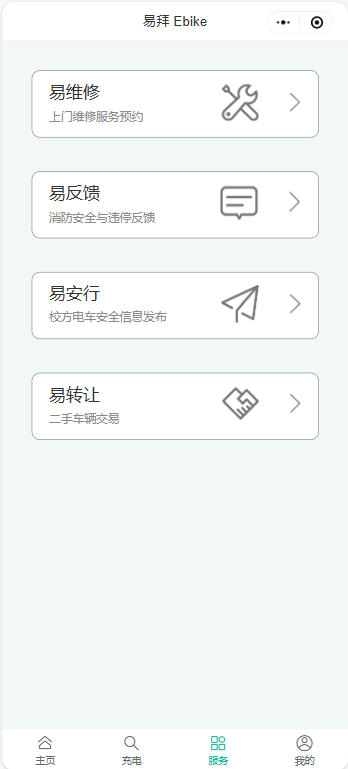 易拜 Ebike
易维修
上门维修服务预约
易反馈
消防安全与违停反馈
易安行
校方电车安全信息发布
易转让
二手车辆交易
主页
充电
服务
我的